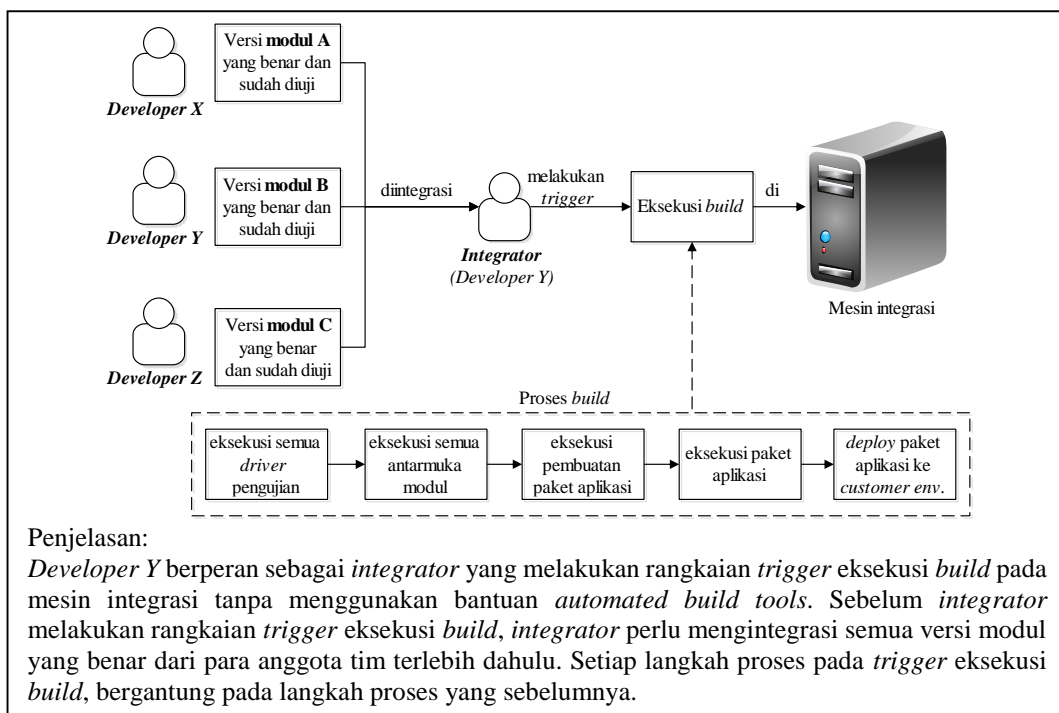 Versi modul A
yang benar dan
sudah diuji
Developer X
Versi modul B
yang benar dan
sudah diuji
Developer Y
diintegrasi
Integrator
(Developer Y)
melakukan
trigger
Eksekusi build
di
Mesin integrasi
Versi modul C
yang benar
dan sudah diuji
Developer Z
Proses build
eksekusi semua
driver
pengujian
eksekusi semua
antarmuka
modul
eksekusi
pembuatan
paket aplikasi
eksekusi paket
aplikasi
deploy paket
aplikasi ke
customer env.
Penjelasan:
Developer Y berperan sebagai integrator yang melakukan rangkaian trigger eksekusi build pada
mesin integrasi tanpa menggunakan bantuan automated build tools. Sebelum integrator
melakukan rangkaian trigger eksekusi build, integrator perlu mengintegrasi semua versi modul
yang benar dari para anggota tim terlebih dahulu. Setiap langkah proses pada trigger eksekusi
build, bergantung pada langkah proses yang sebelumnya.